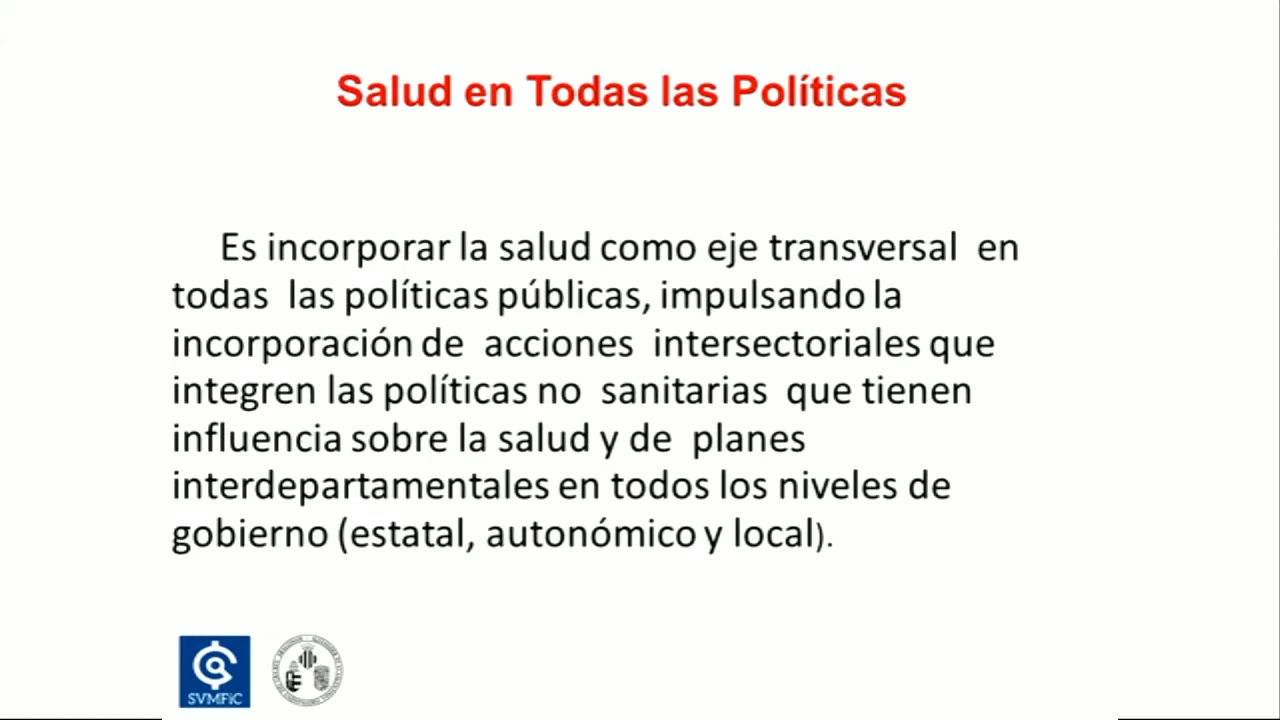 Salud en Todas las Políticas
Es incorporar la salud como eje transversal en
todas las políticas públicas, impulsando la
incorporación de acciones intersectoriales que
integren las políticas no sanitarias que tienen
influencia sobre la salud y de planes
interdepartamentales en todos los niveles de
gobierno (estatal, autonómico y local).
SVMFiC